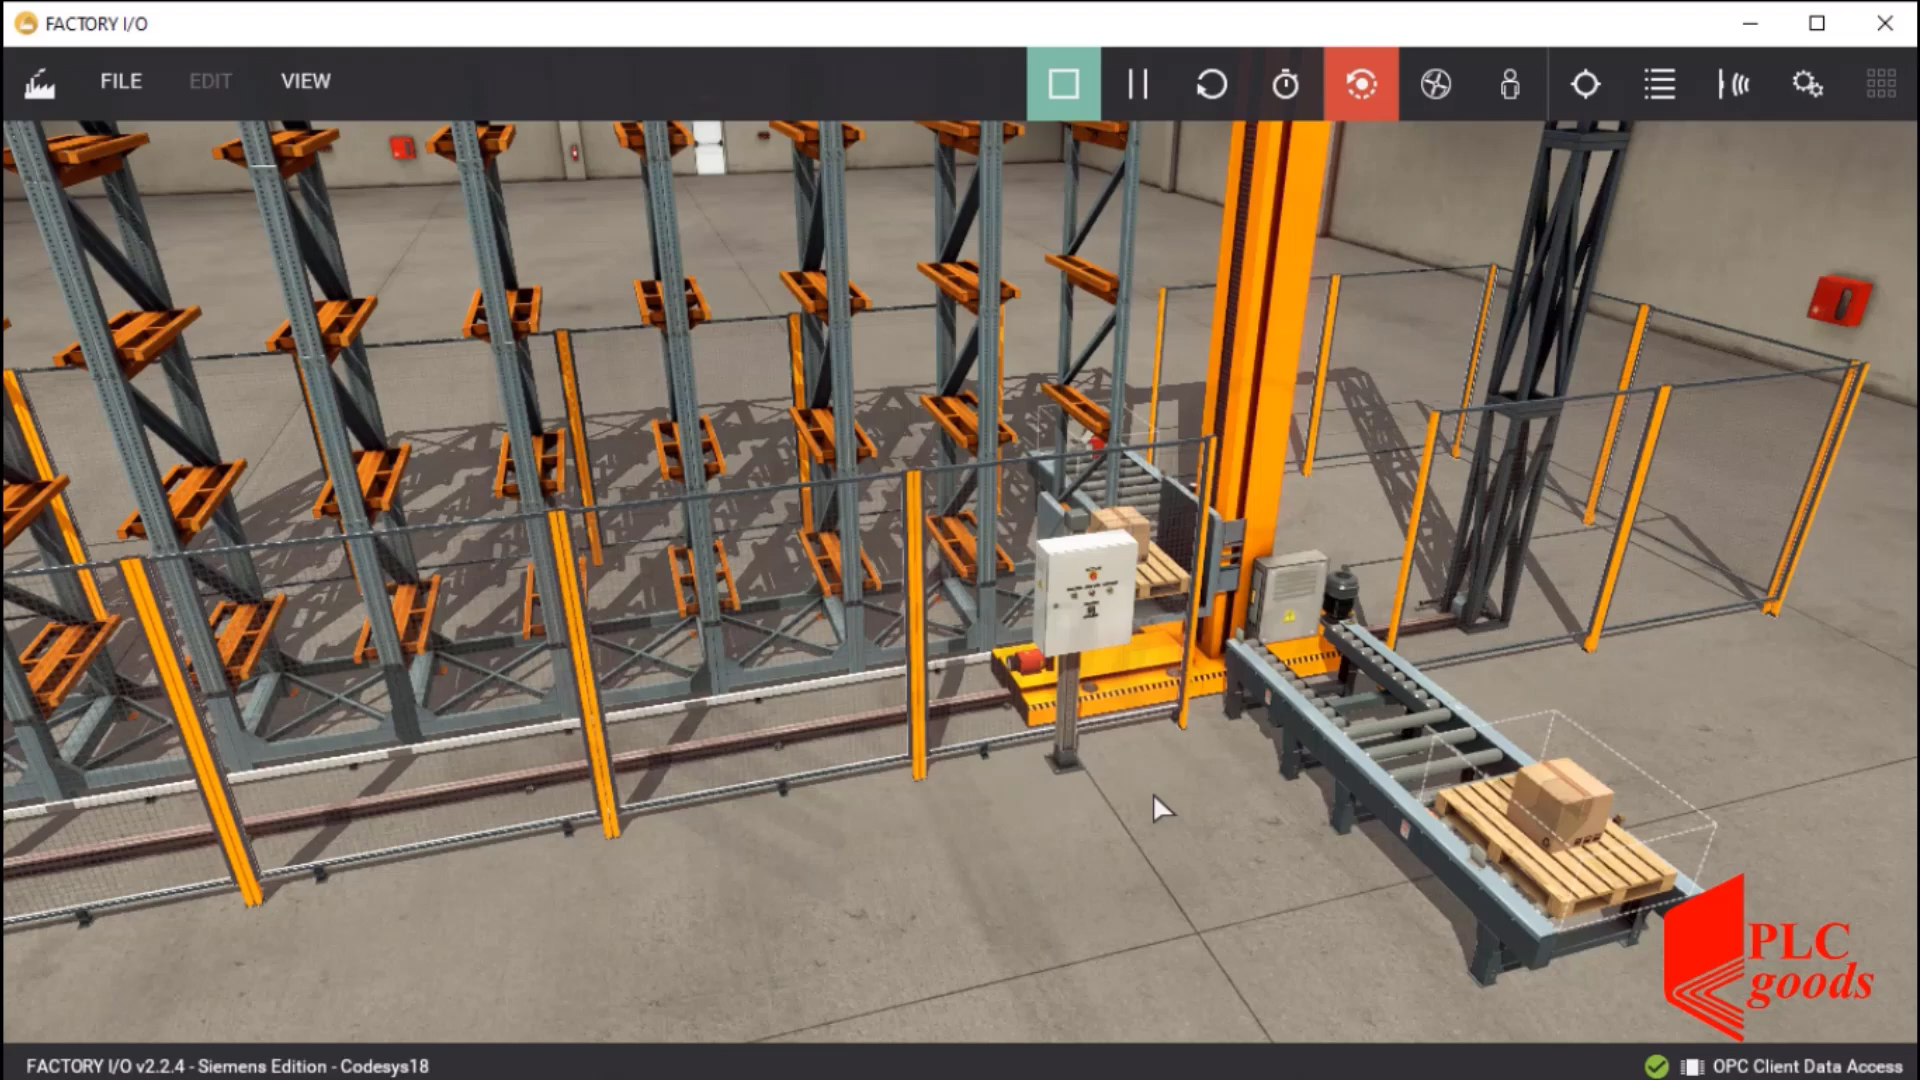 FACTORY I/O
FILE EDIT VIEW
PLC
goods
FACTORY I/O v2.2.4 - Siemens Edition - Codesys18
OPC Client Data Access